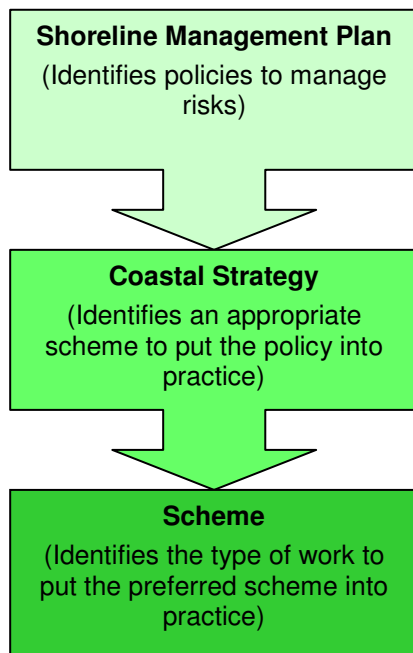 Shoreline Management Plan
(Identifies policies to manage
risks)
Coastal Strategy
(Identifies an appropriate
scheme to put the policy into
practice)
Scheme
(Identifies the type of work to
put the preferred scheme into
practice)